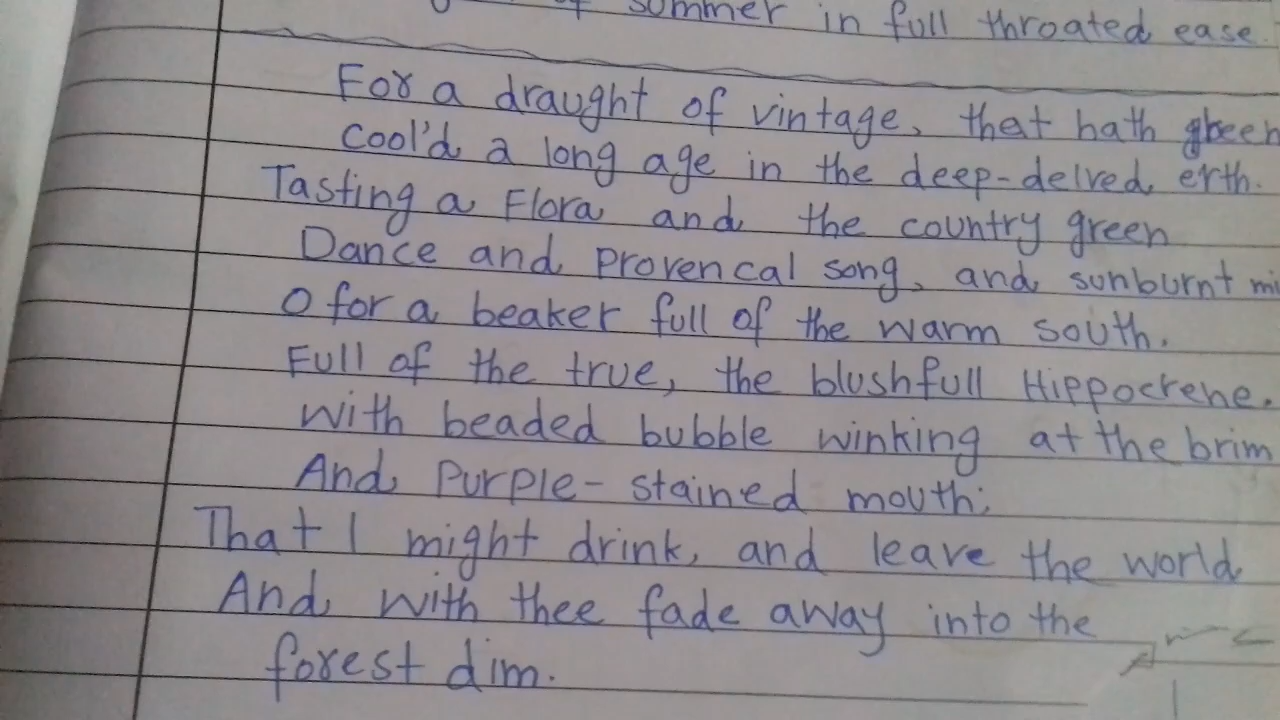 of summer in full throated ease.
For a draught of vintage, that hath been
Cool'd a long age in the deep-delved erth.
Tasting a Flora and the country green
Dance and provencal song, and sunburnt mi
O for a beaker full of the warm south.
Full of the true, the blushfull Hippocrene.
With beaded bubble winking at the brim
And Purple-stained mouth;
That I might drink, and leave the world
And with thee fade away into the
forest dim.